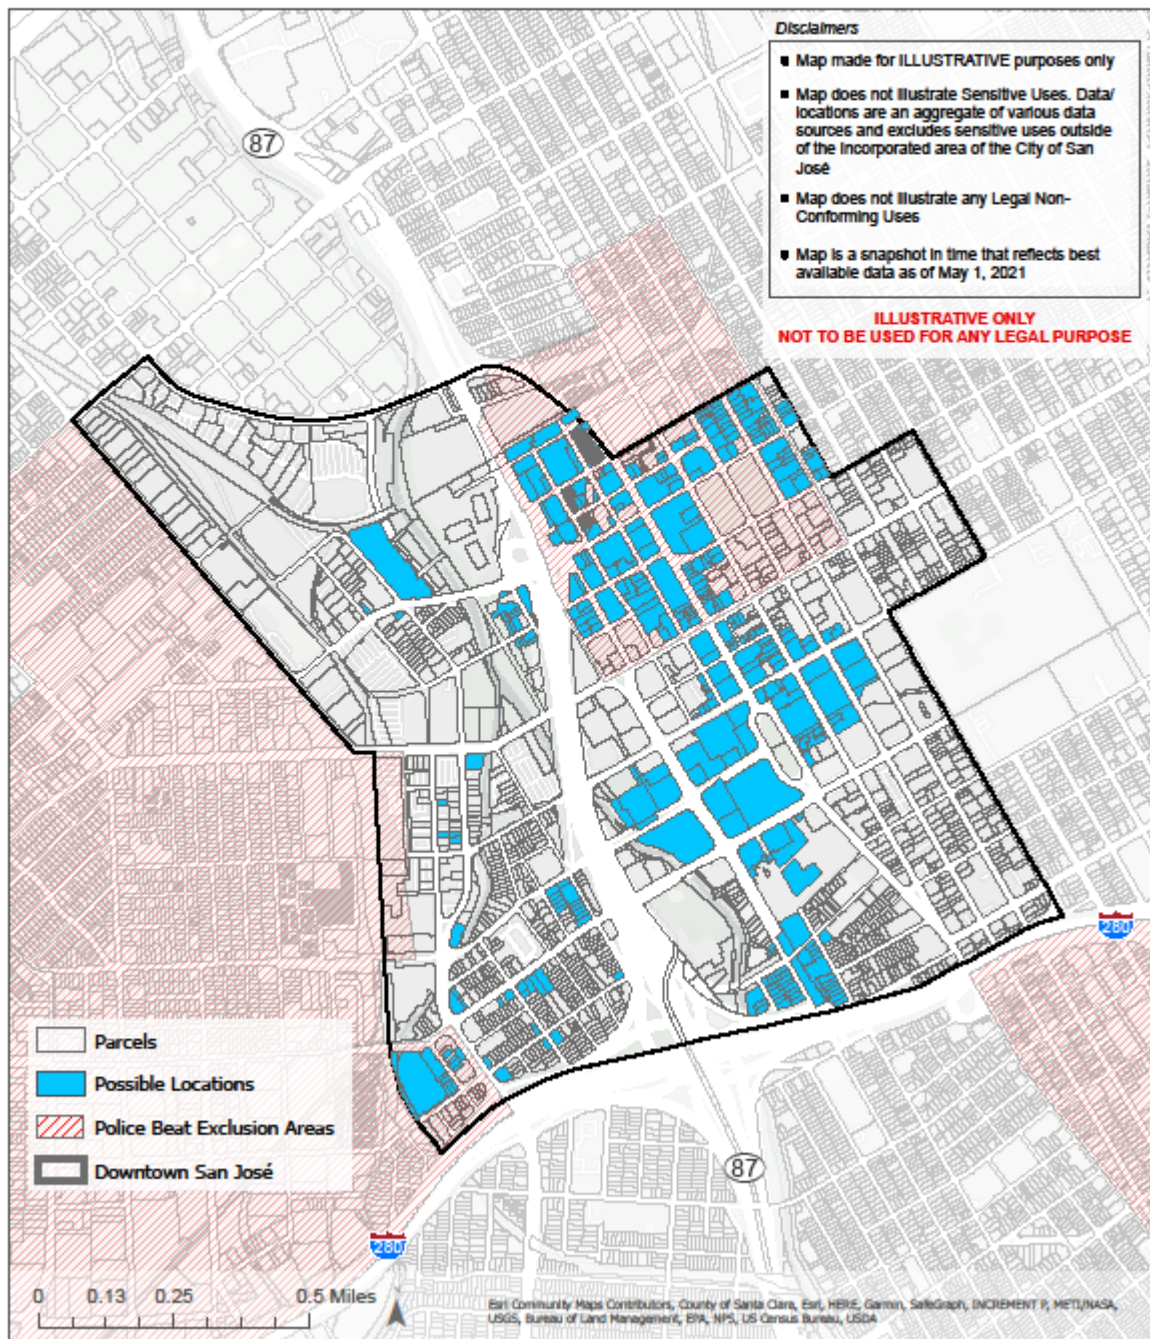 Disclaimers
▪ Map made for ILLUSTRATIVE purposes only
▪ Map does not Illustrate Sensitive Uses. Data/
locations are an aggregate of various data
sources and excludes sensitive uses outside
of the Incorporated area of the City of San
José
▪ Map does not Illustrate any Legal Non-
Conforming Uses
▪ Map is a snapshot in time that reflects best
available data as of May 1, 2021
ILLUSTRATIVE ONLY
NOT TO BE USED FOR ANY LEGAL PURPOSE
87
280
Parcels
Possible Locations
Police Beat Exclusion Areas
Downtown San José
87
280
0 0.13 0.25 0.5 Miles
Esri Community Maps Contributors, County of Santa Clara, Esri, HERE, Garmin, SafeGraph, INCREMENT P, METI/NASA,
USGS, Bureau of Land Management, EPA, NPS, US Census Bureau, USDA